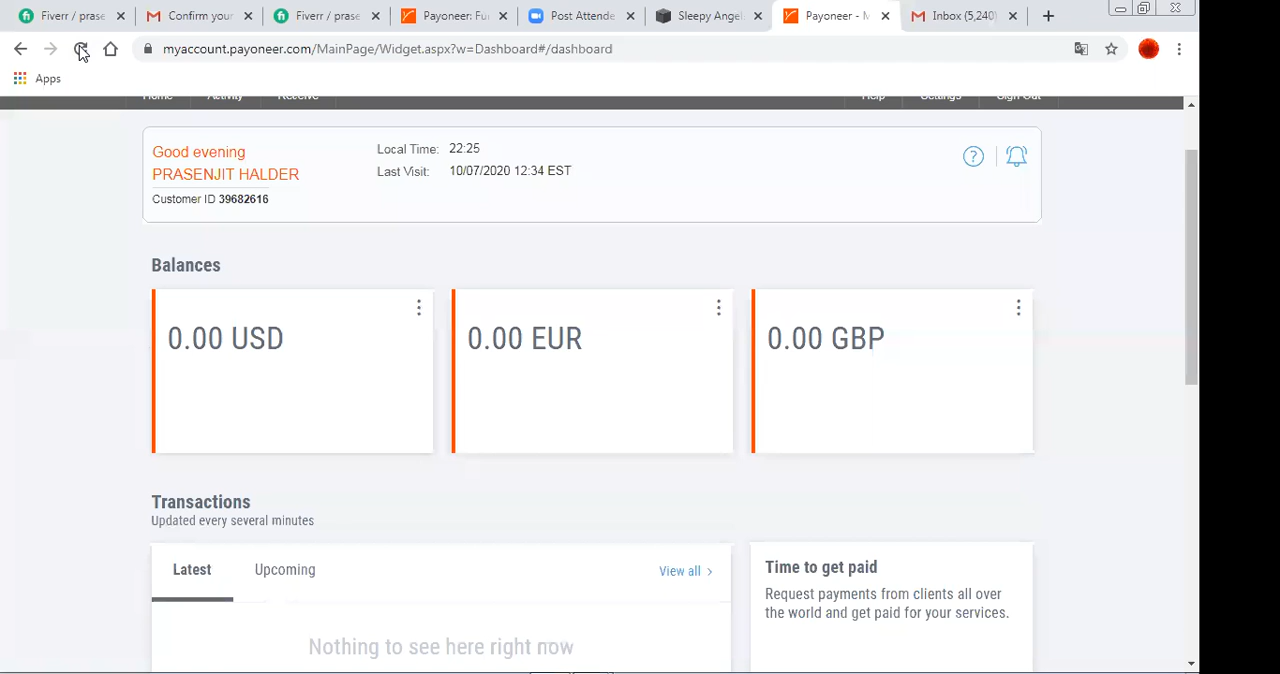 Fiverr / prase
Confirm your
Fiverr / prase
Payoneer: Fu
Post Attende
Sleepy Angel
Payoneer - M
Inbox (5,240)
myaccount.payoneer.com/MainPage/Widget.aspx?w=Dashboard#/dashboard
Apps
Home Activity Receive Help Settings Sign Out
Good evening
PRASENJIT HALDER
Customer ID 39682616
Local Time: 22:25
Last Visit: 10/07/2020 12:34 EST
Balances
0.00 USD
0.00 EUR
0.00 GBP
Transactions
Updated every several minutes
Latest Upcoming View all >
Nothing to see here right now
Time to get paid
Request payments from clients all over
the world and get paid for your services.